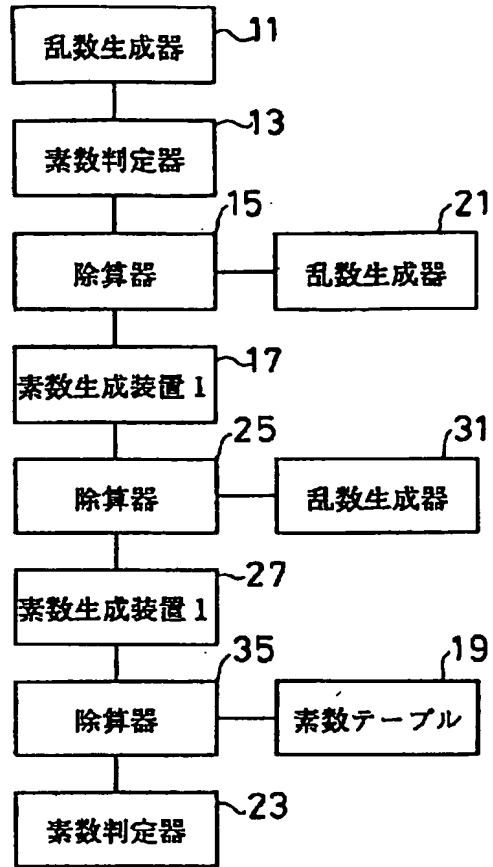 11
乱数生成器
13
素数判定器
15
除算器
21
乱数生成器
17
素数生成装置1
25
除算器
31
乱数生成器
27
素数生成装置1
35
除算器
19
素数テーブル
23
素数判定器